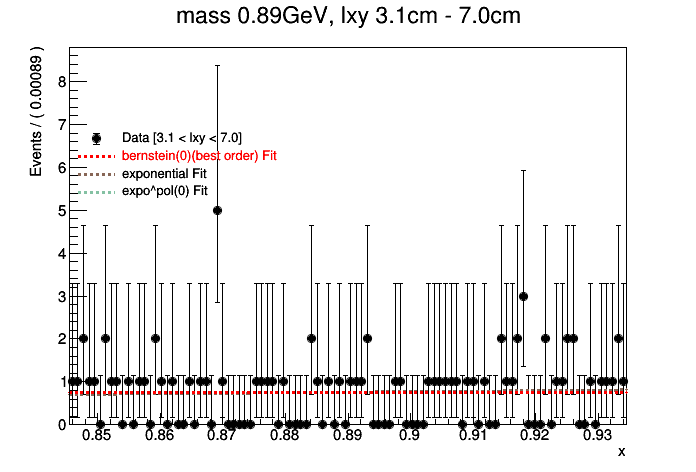 mass 0.89GeV, lxy 3.1cm - 7.0cm
Events / ( 0.00089 )
8
7
6
5
4
3
2
1
0
Data [3.1 < lxy < 7.0]
bernstein(0)(best order) Fit
exponential Fit
expo^pol(0) Fit
0.85 0.86 0.87 0.88 0.89 0.9 0.91 0.92 0.93
x